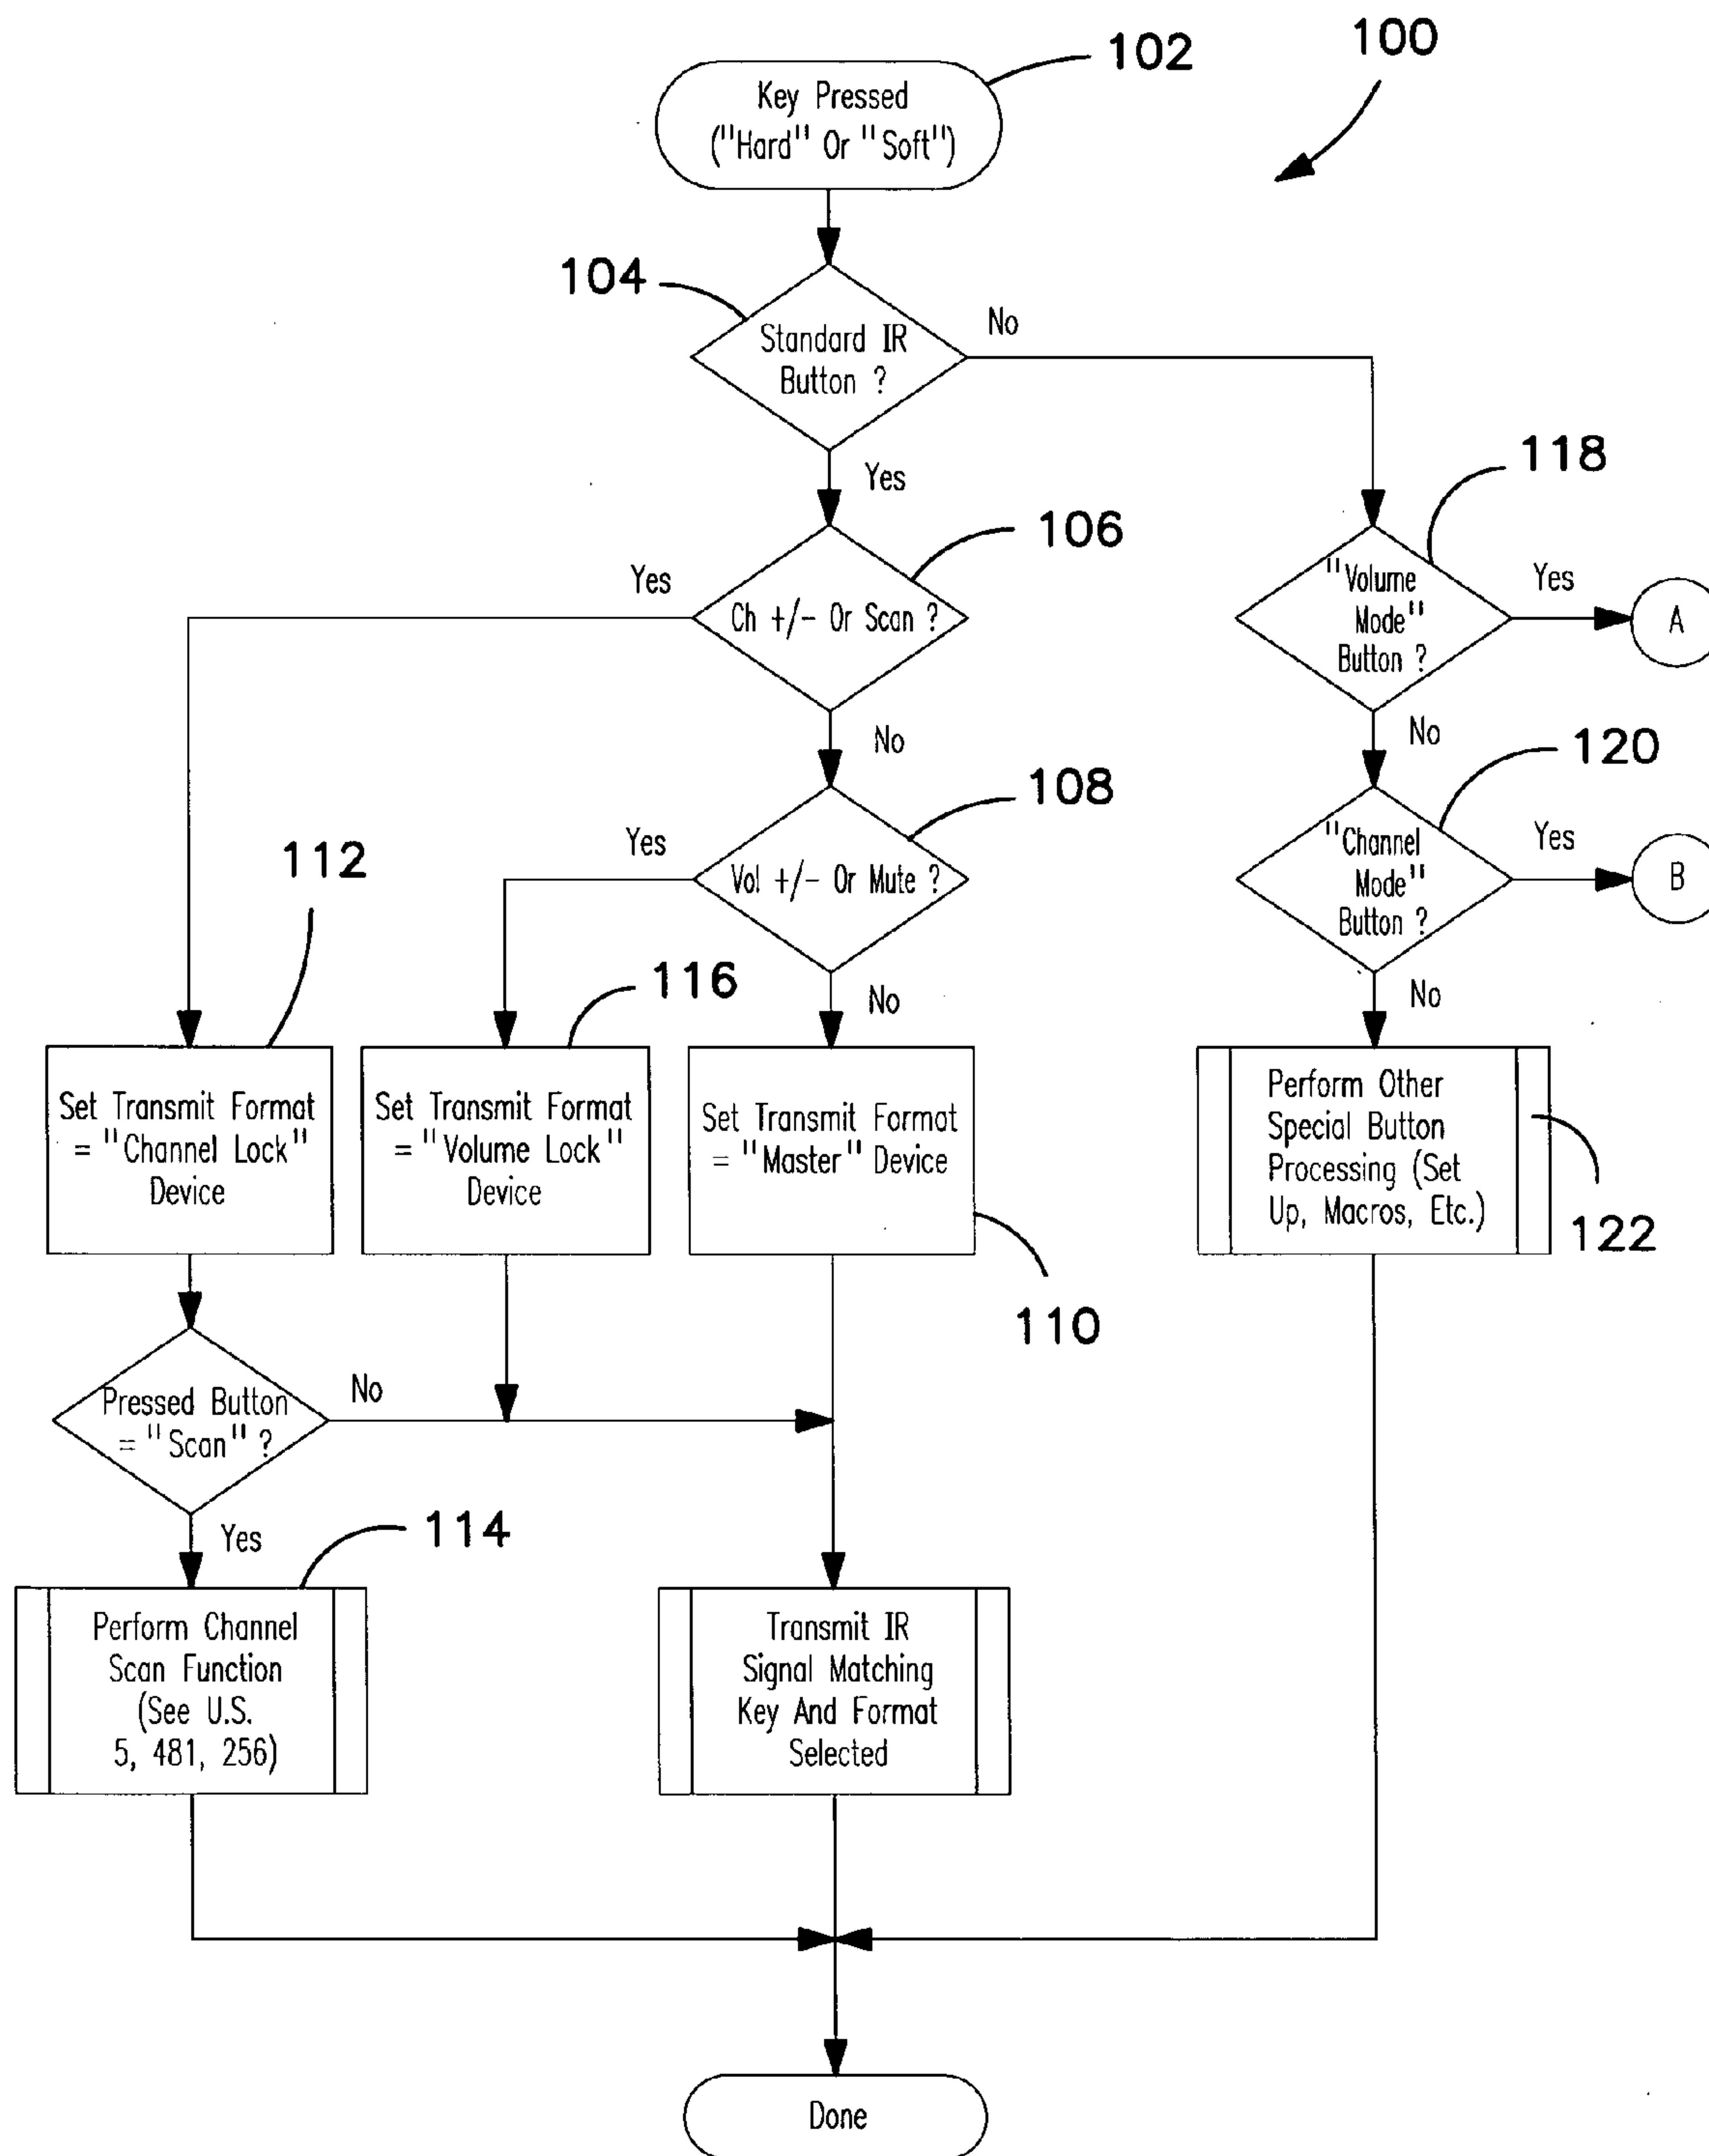 100
102
Key Pressed
("Hard" Or "Soft")
104
Standard IR
Button ?
No
Yes
118
106
Yes
Ch +/- Or Scan ?
"Volume
Mode"
Button ?
Yes
A
No
No
120
108
Yes
Vol +/- Or Mute ?
"Channel
Mode"
Button ?
Yes
B
112
116
No
No
Set Transmit Format
= "Channel Lock"
Device
Set Transmit Format
= "Volume Lock"
Device
Set Transmit Format
= "Master" Device
Perform Other
Special Button
Processing (Set
Up, Macros, Etc.)
122
110
Pressed Button
= "Scan" ?
No
Yes
114
Perform Channel
Scan Function
(See U.S.
5, 481, 256)
Transmit IR
Signal Matching
Key And Format
Selected
Done